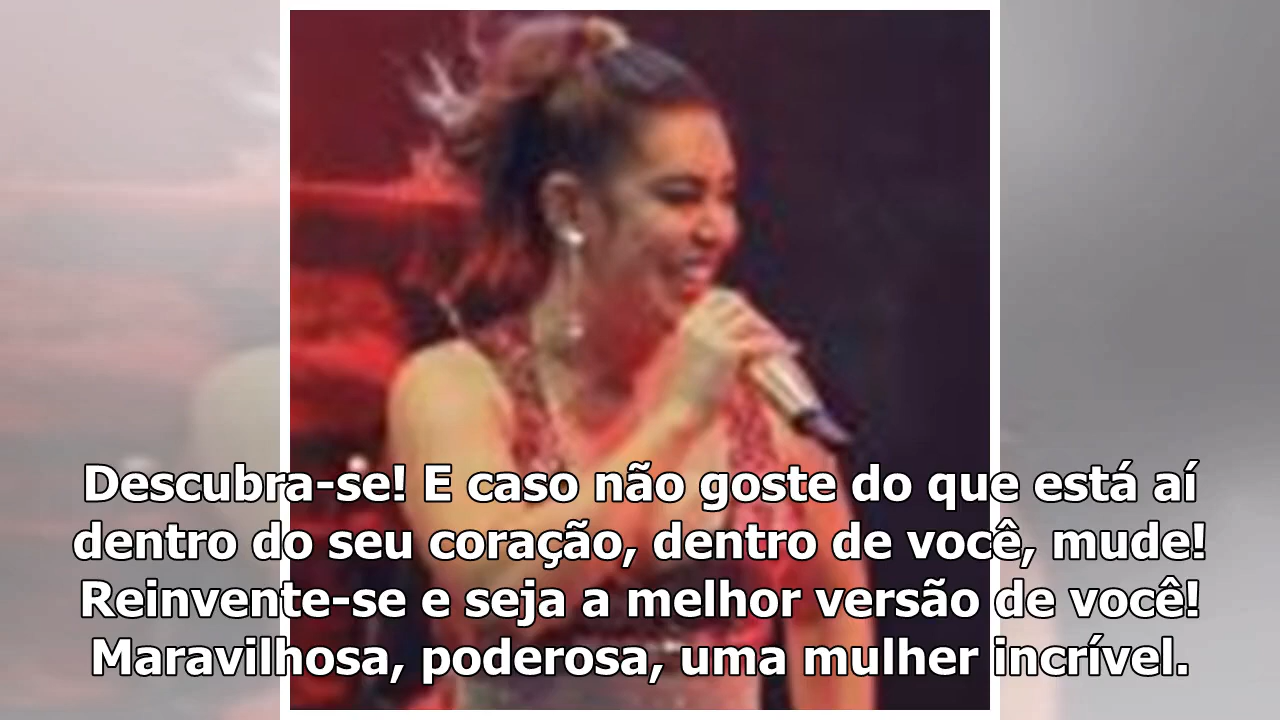 Descubra-se! E caso não goste do que está aí
dentro do seu coração, dentro de você, mude!
Reinvente-se e seja a melhor versão de você!
Maravilhosa, poderosa, uma mulher incrível.